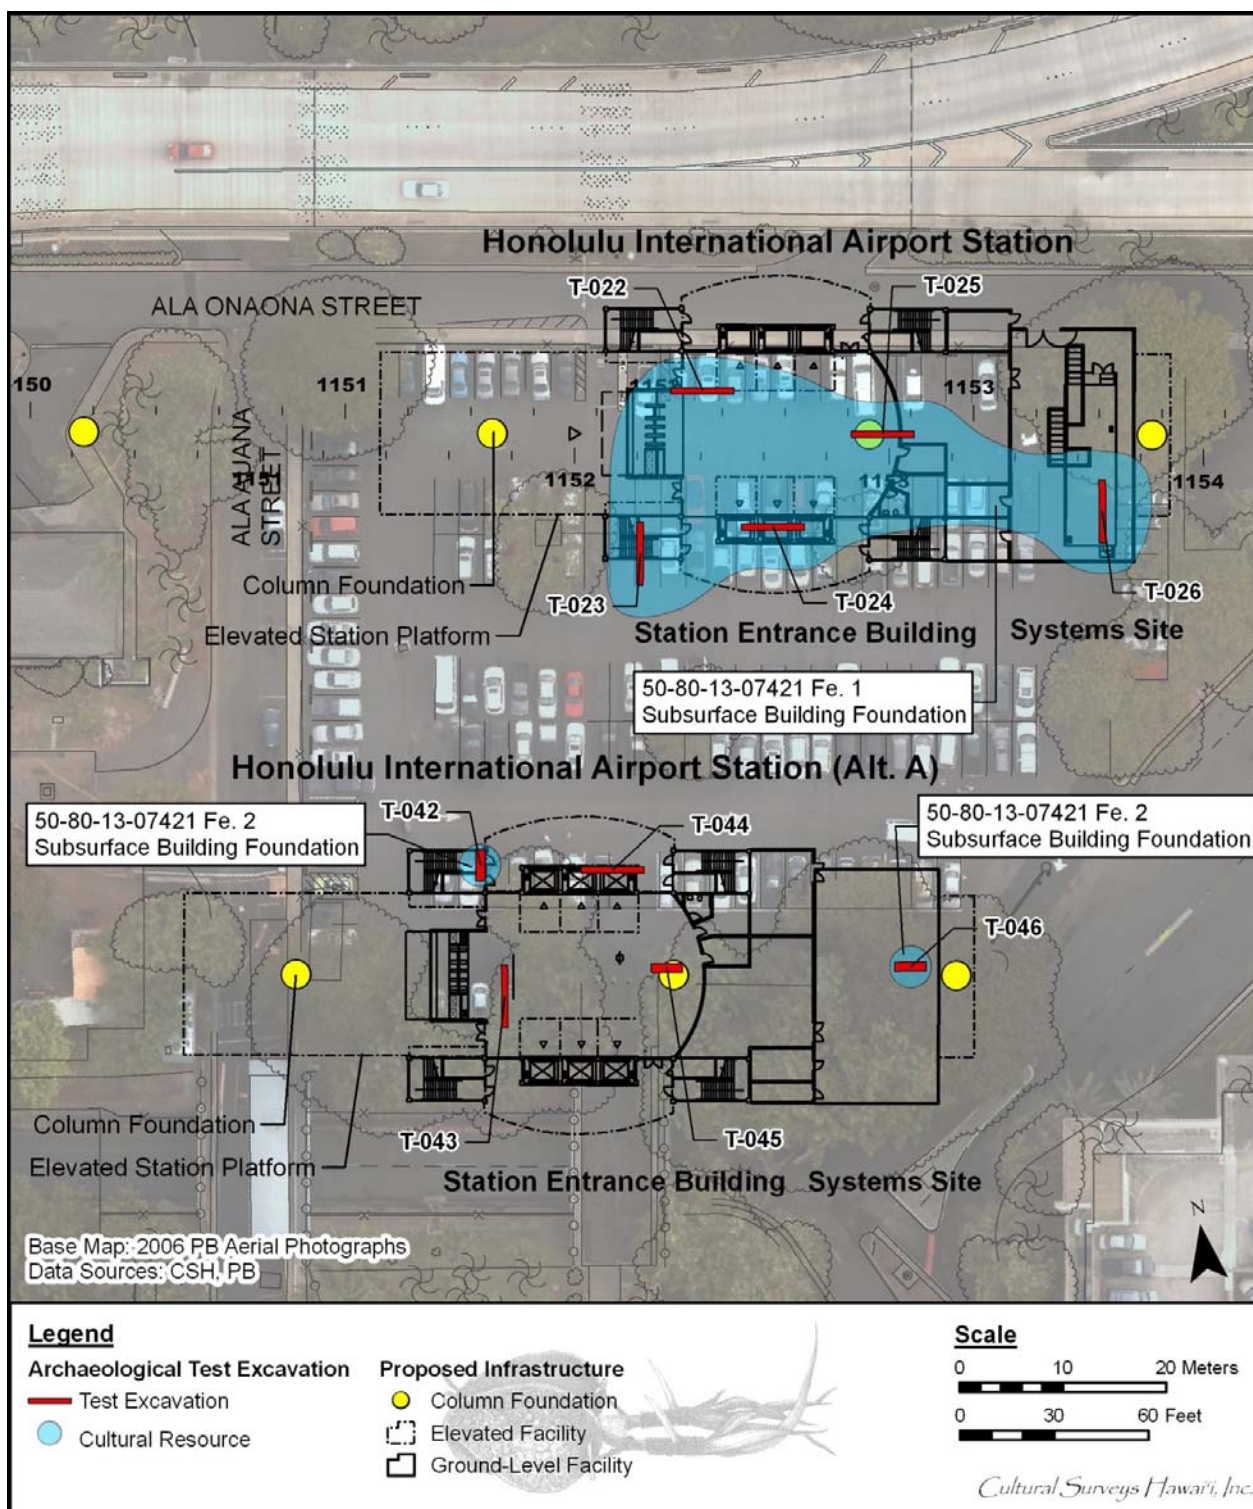 Honolulu International Airport Station
T-022
T-025
ALA ONAONA STREET
1150
1151
1153
ALA AUANA
STREET
1151
1152
1154
Column Foundation
T-023
T-024
T-026
Elevated Station Platform
Station Entrance Building
Systems Site
50-80-13-07421 Fe. 1
Subsurface Building Foundation
Honolulu International Airport Station (Alt. A)
50-80-13-07421 Fe. 2
Subsurface Building Foundation
T-042
T-044
50-80-13-07421 Fe. 2
Subsurface Building Foundation
T-046
Column Foundation
T-043
T-045
Elevated Station Platform
Station Entrance Building
Systems Site
N
Base Map: 2006 PB Aerial Photographs
Data Sources: CSH, PB
Legend
Archaeological Test Excavation
Test Excavation
Cultural Resource
Proposed Infrastructure
Column Foundation
Elevated Facility
Ground-Level Facility
Scale
0 10 20 Meters
0 30 60 Feet
Cultural Surveys Hawai'i, Inc.